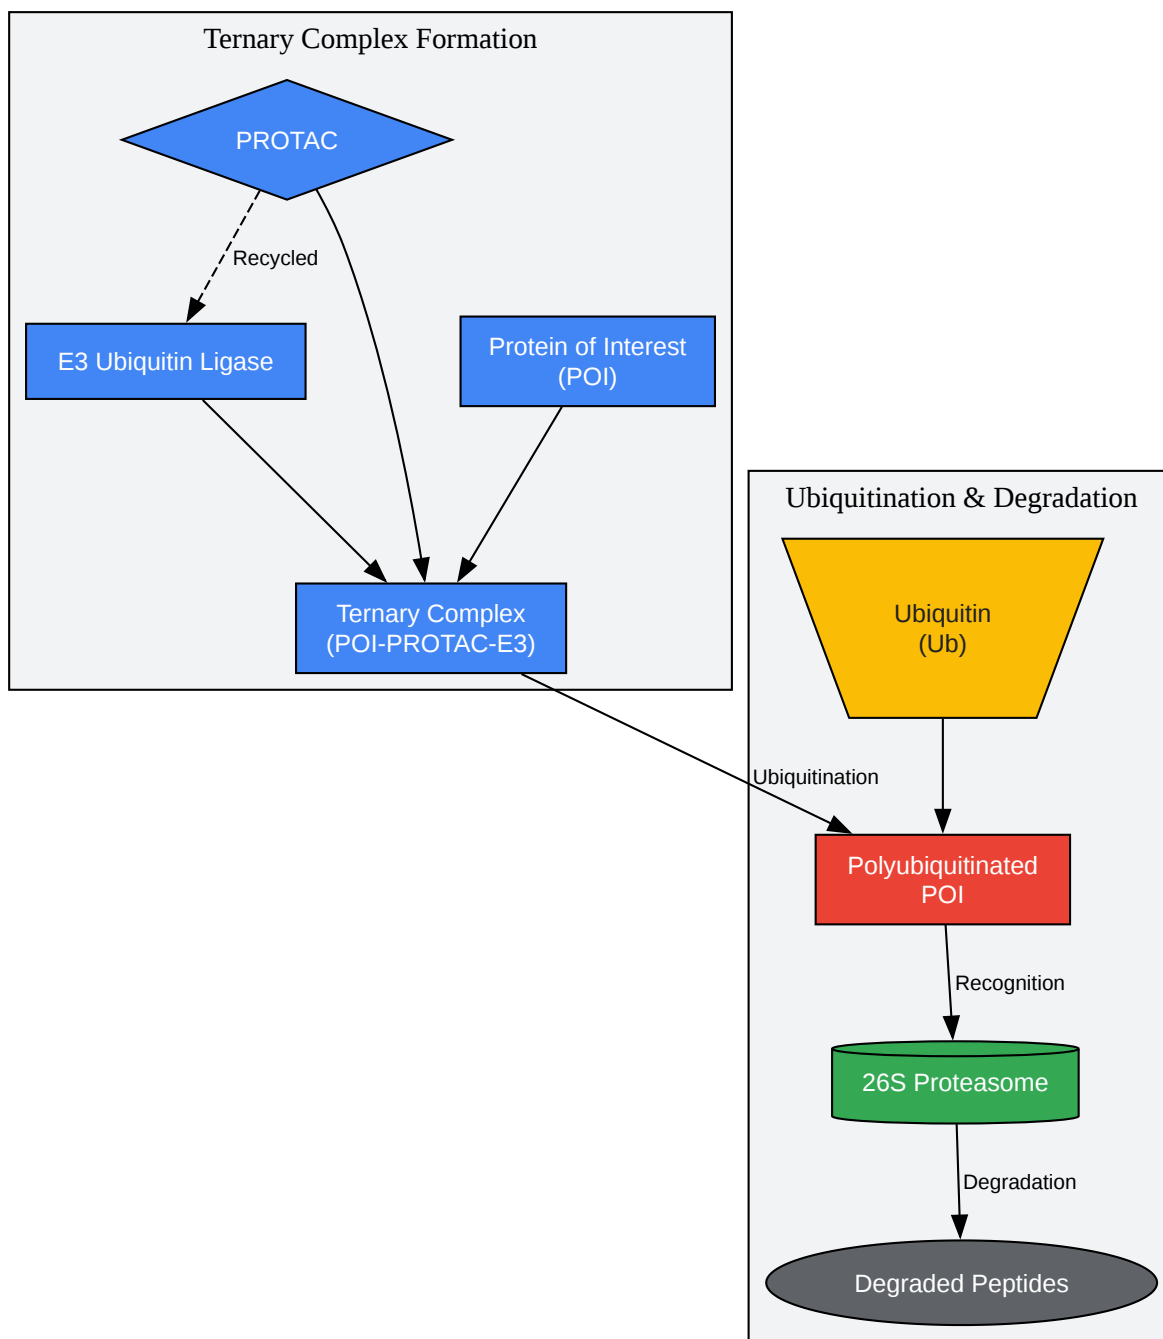 Ternary Complex Formation
PROTAC
Recycled
E3 Ubiquitin Ligase
Protein of Interest
(POI)
Ternary Complex
(POI-PROTAC-E3)
Ubiquitination & Degradation
Ubiquitin
(Ub)
Ubiquitination
Polyubiquitinated
POI
Recognition
26S Proteasome
Degradation
Degraded Peptides